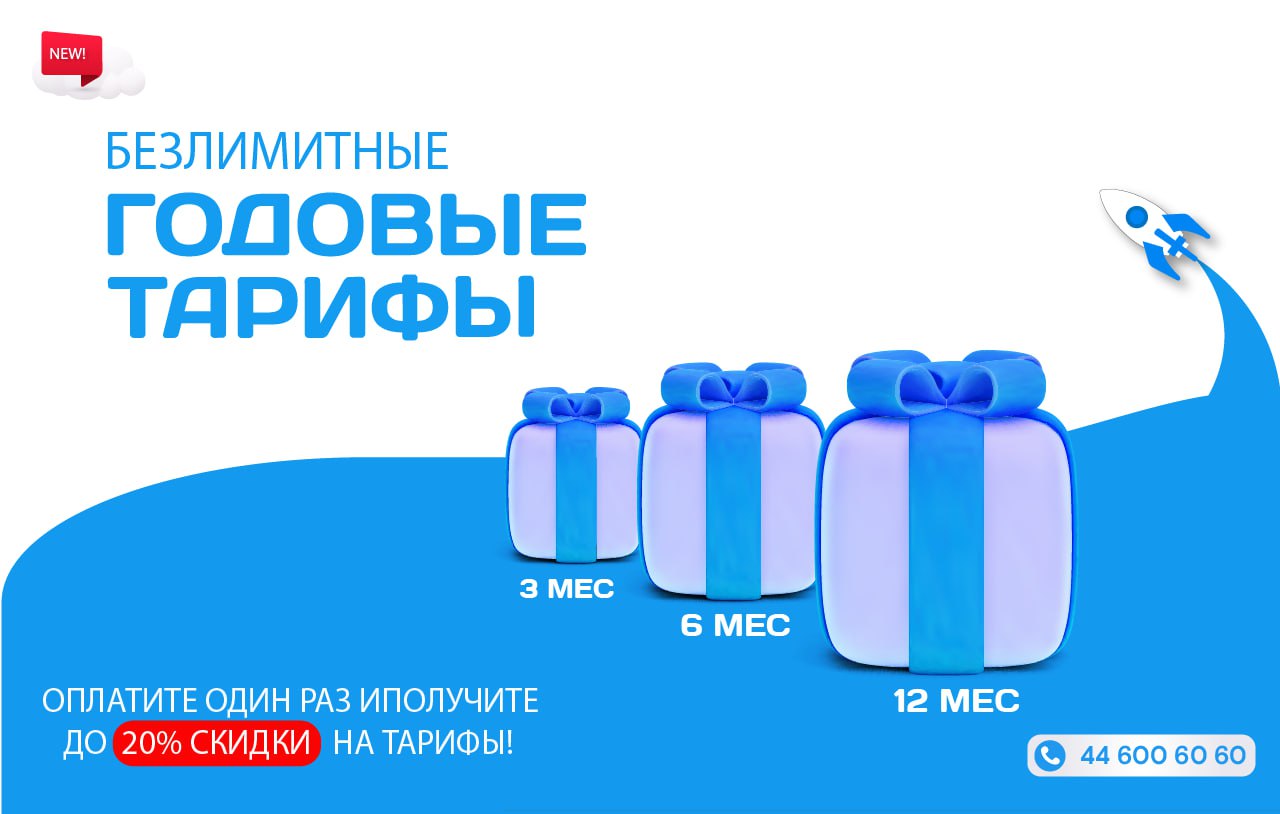 NEW!
БЕЗЛИМИТНЫЕ
ГОДОВЫЕ
ТАРИФЫ
3 МЕС
6 МЕС
12 МЕС
ОПЛАТИТЕ ОДИН РАЗ ИПОЛУЧИТЕ
ДО 20% СКИДКИ НА ТАРИФЫ!
44 600 60 60